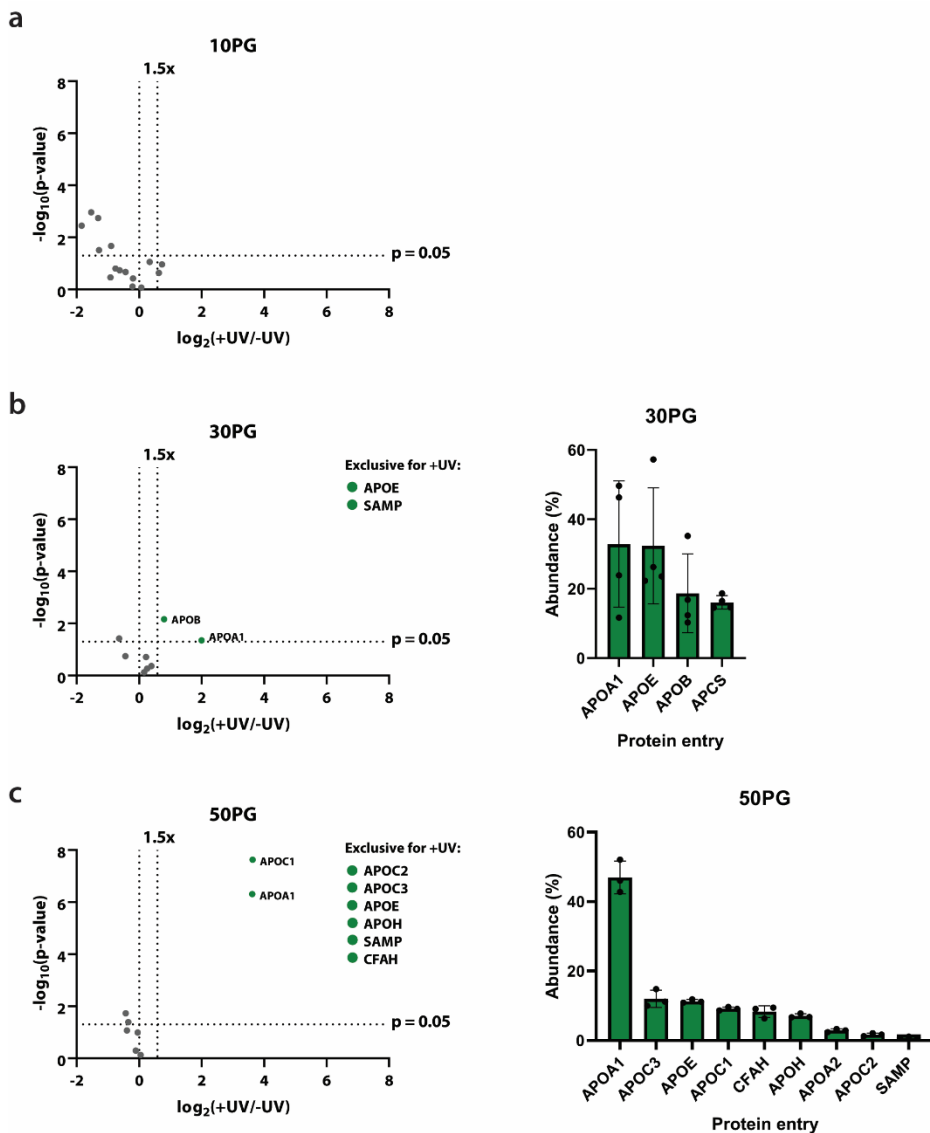 a
10PG
1.5x
8
6
4
2
0
-log10(p-value)
p = 0.05
-2 0 2 4 6 8
log2(+UV/-UV)
b
30PG
1.5x
8
6
4
2
0
-log10(p-value)
APOB
APOA1
p = 0.05
-2 0 2 4 6 8
log2(+UV/-UV)
Exclusive for +UV:
APOE
SAMP
30PG
60
40
20
0
Abundance (%)
APOA1 APOE APOB APCS
Protein entry
c
50PG
1.5x
8
6
4
2
0
-log10(p-value)
APOC1
APOA1
p = 0.05
-2 0 2 4 6 8
log2(+UV/-UV)
Exclusive for +UV:
APOC2
APOC3
APOE
APOH
SAMP
CFAH
50PG
60
40
20
0
Abundance (%)
APOA1 APOC3 APOE APOC1 CFAH APOH APOA2 APOC2 SAMP
Protein entry